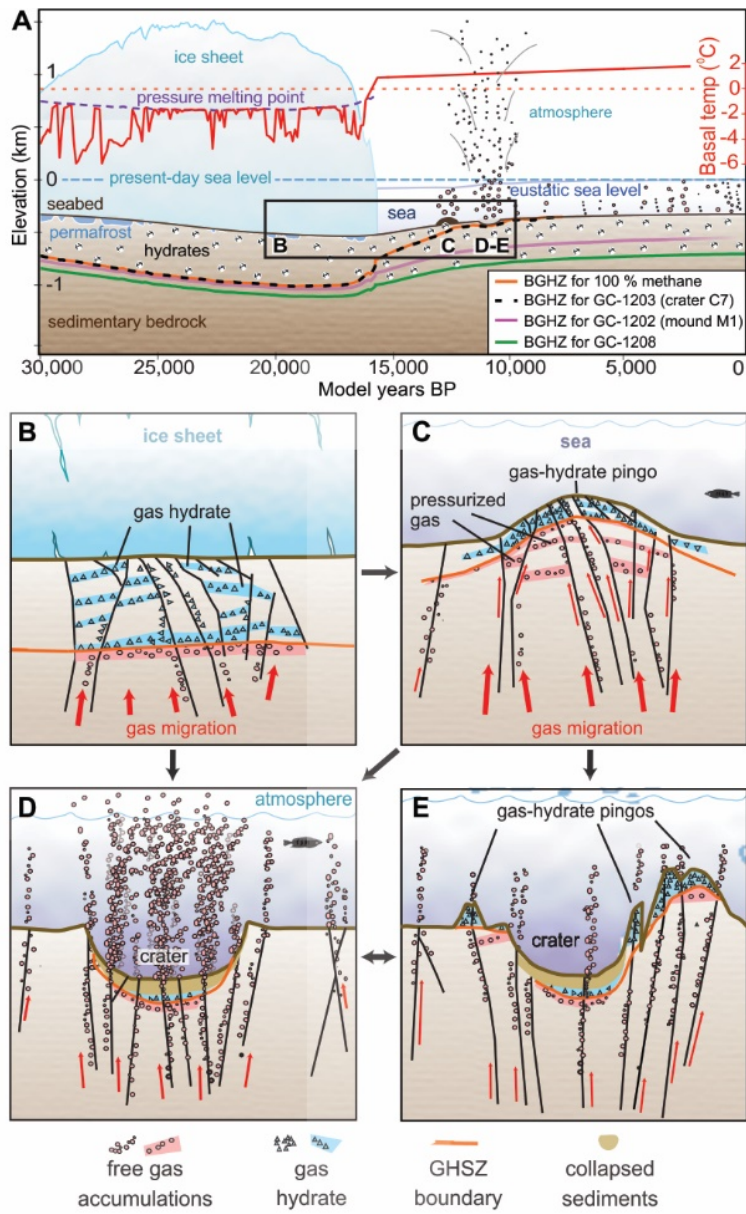 A
ice sheet
pressure melting point
atmosphere
present-day sea level
eustatic sea level
seabed
permafrost
hydrates
sea
B
C
D-E
sedimentary bedrock
Elevation (km)
1
0
-1
Basal temp (⁰C)
2
0
-2
-4
-6
BGHZ for 100 % methane
BGHZ for GC-1203 (crater C7)
BGHZ for GC-1202 (mound M1)
BGHZ for GC-1208
30,000
25,000
20,000
15,000
10,000
5,000
0
Model years BP
B
ice sheet
gas hydrate
gas migration
C
sea
gas-hydrate pingo
pressurized
gas
gas migration
D
atmosphere
crater
E
gas-hydrate pingos
crater
free gas
accumulations
gas
hydrate
GHSZ
boundary
collapsed
sediments